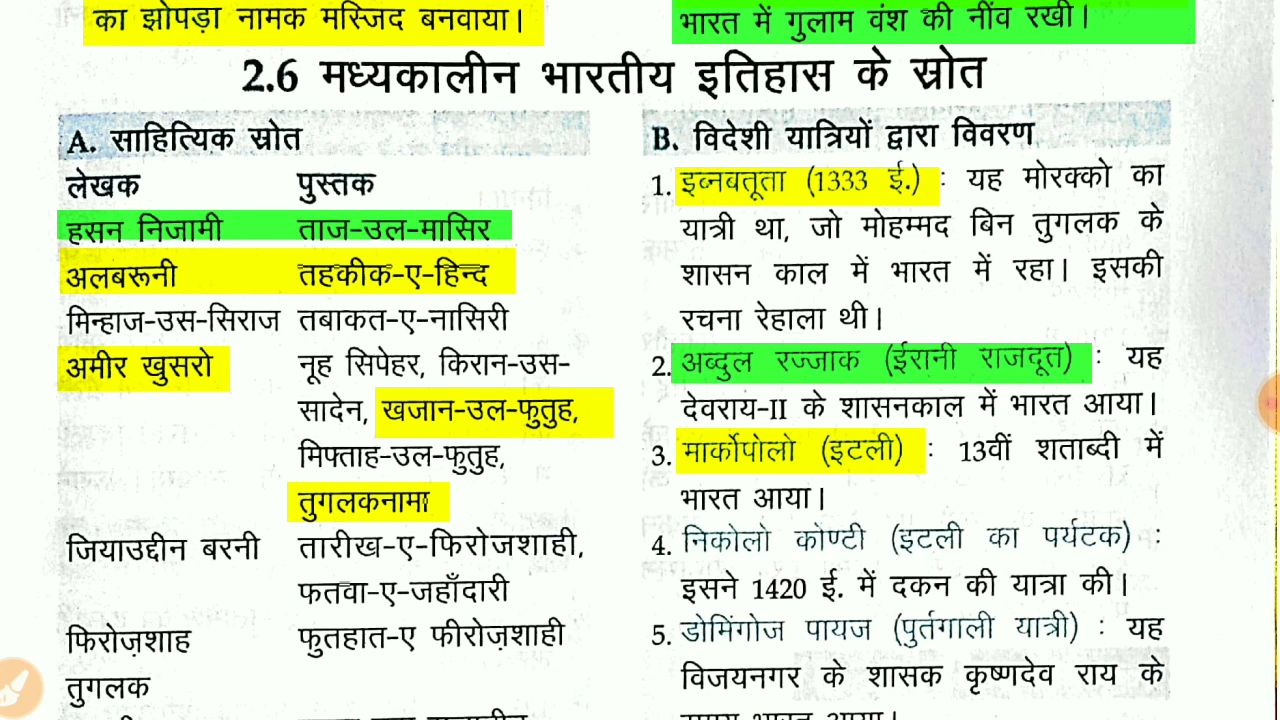 का झोपड़ा नामक मस्जिद बनवाया।
भारत में गुलाम वंश की नींव रखी।
2.6 मध्यकालीन भारतीय इतिहास के स्रोत
A. साहित्यिक स्रोत
लेखक पुस्तक
हसन निजामी ताज-उल-मासिर
अलबरूनी तहकीक-ए-हिन्द
मिन्हाज-उस-सिराज तबाकत-ए-नासिरी
अमीर खुसरो नूह सिपेहर, किरान-उस-
सादेन, खजान-उल-फुतुह,
मिफ्ताह-उल-फुतुह,
तुगलकनामा
जियाउद्दीन बरनी तारीख-ए-फिरोजशाही,
फतवा-ए-जहाँदारी
फिरोज़शाह फुतहात-ए फीरोज़शाही
तुगलक
B. विदेशी यात्रियों द्वारा विवरण
1. इब्नबतूता (1333 ई.) : यह मोरक्को का
यात्री था, जो मोहम्मद बिन तुगलक के
शासन काल में भारत में रहा। इसकी
रचना रेहाला थी।
2. अब्दुल रज्जाक (ईरानी राजदूत) : यह
देवराय-II के शासनकाल में भारत आया।
3. मार्कोपोलो (इटली) : 13वीं शताब्दी में
भारत आया।
4. निकोलो कोण्टी (इटली का पर्यटक) :
इसने 1420 ई. में दकन की यात्रा की।
5. डोमिंगोज पायज (पुर्तगाली यात्री) : यह
विजयनगर के शासक कृष्णदेव राय के